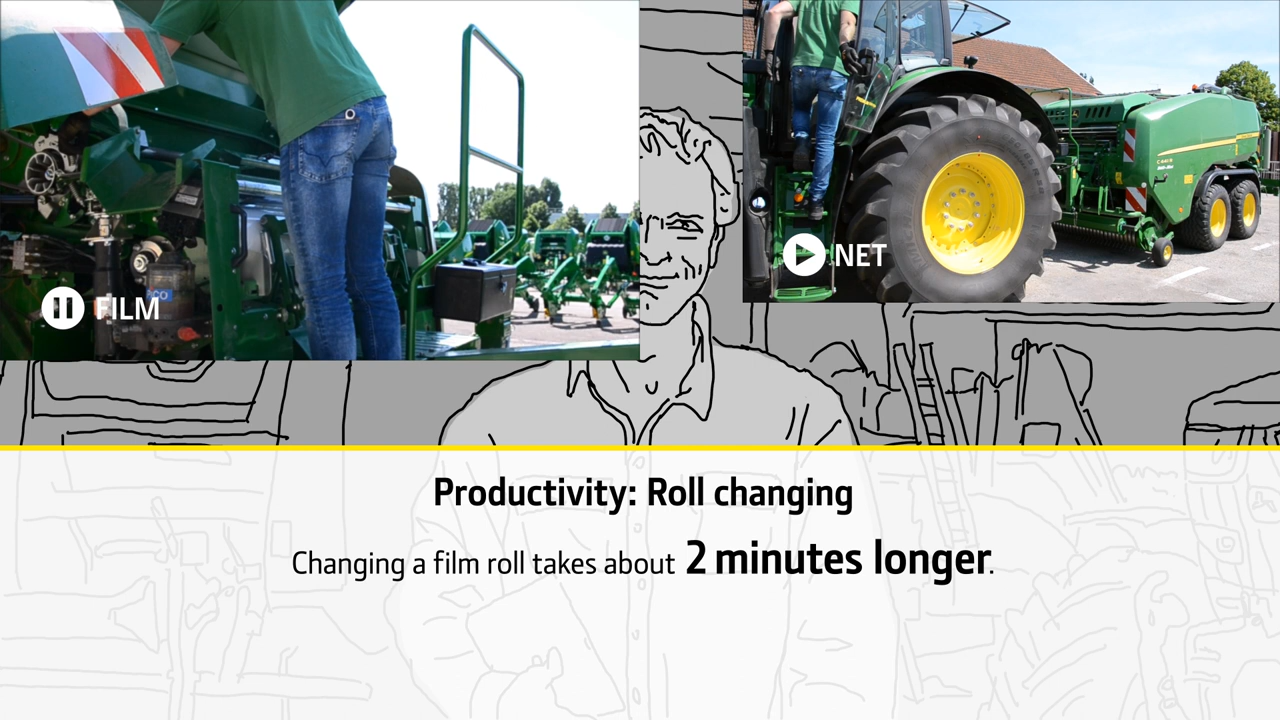 FILM
NET
Productivity: Roll changing
Changing a film roll takes about 2 minutes longer.